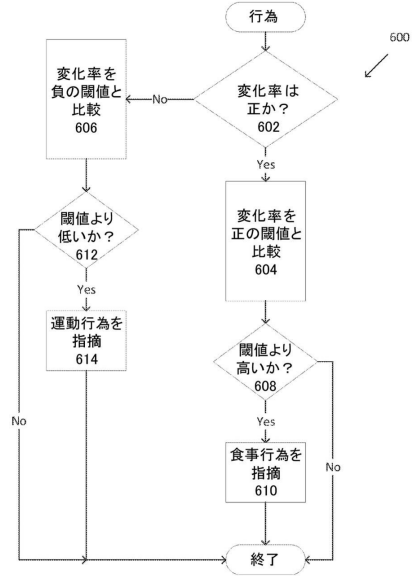 行為
600
変化率は
正か？
602
No
変化率を
負の閾値と
比較
606
Yes
変化率を
正の閾値と
比較
604
閾値より
低いか？
612
Yes
運動行為を
指摘
614
閾値より
高いか？
608
Yes
食事行為を
指摘
610
No
No
終了